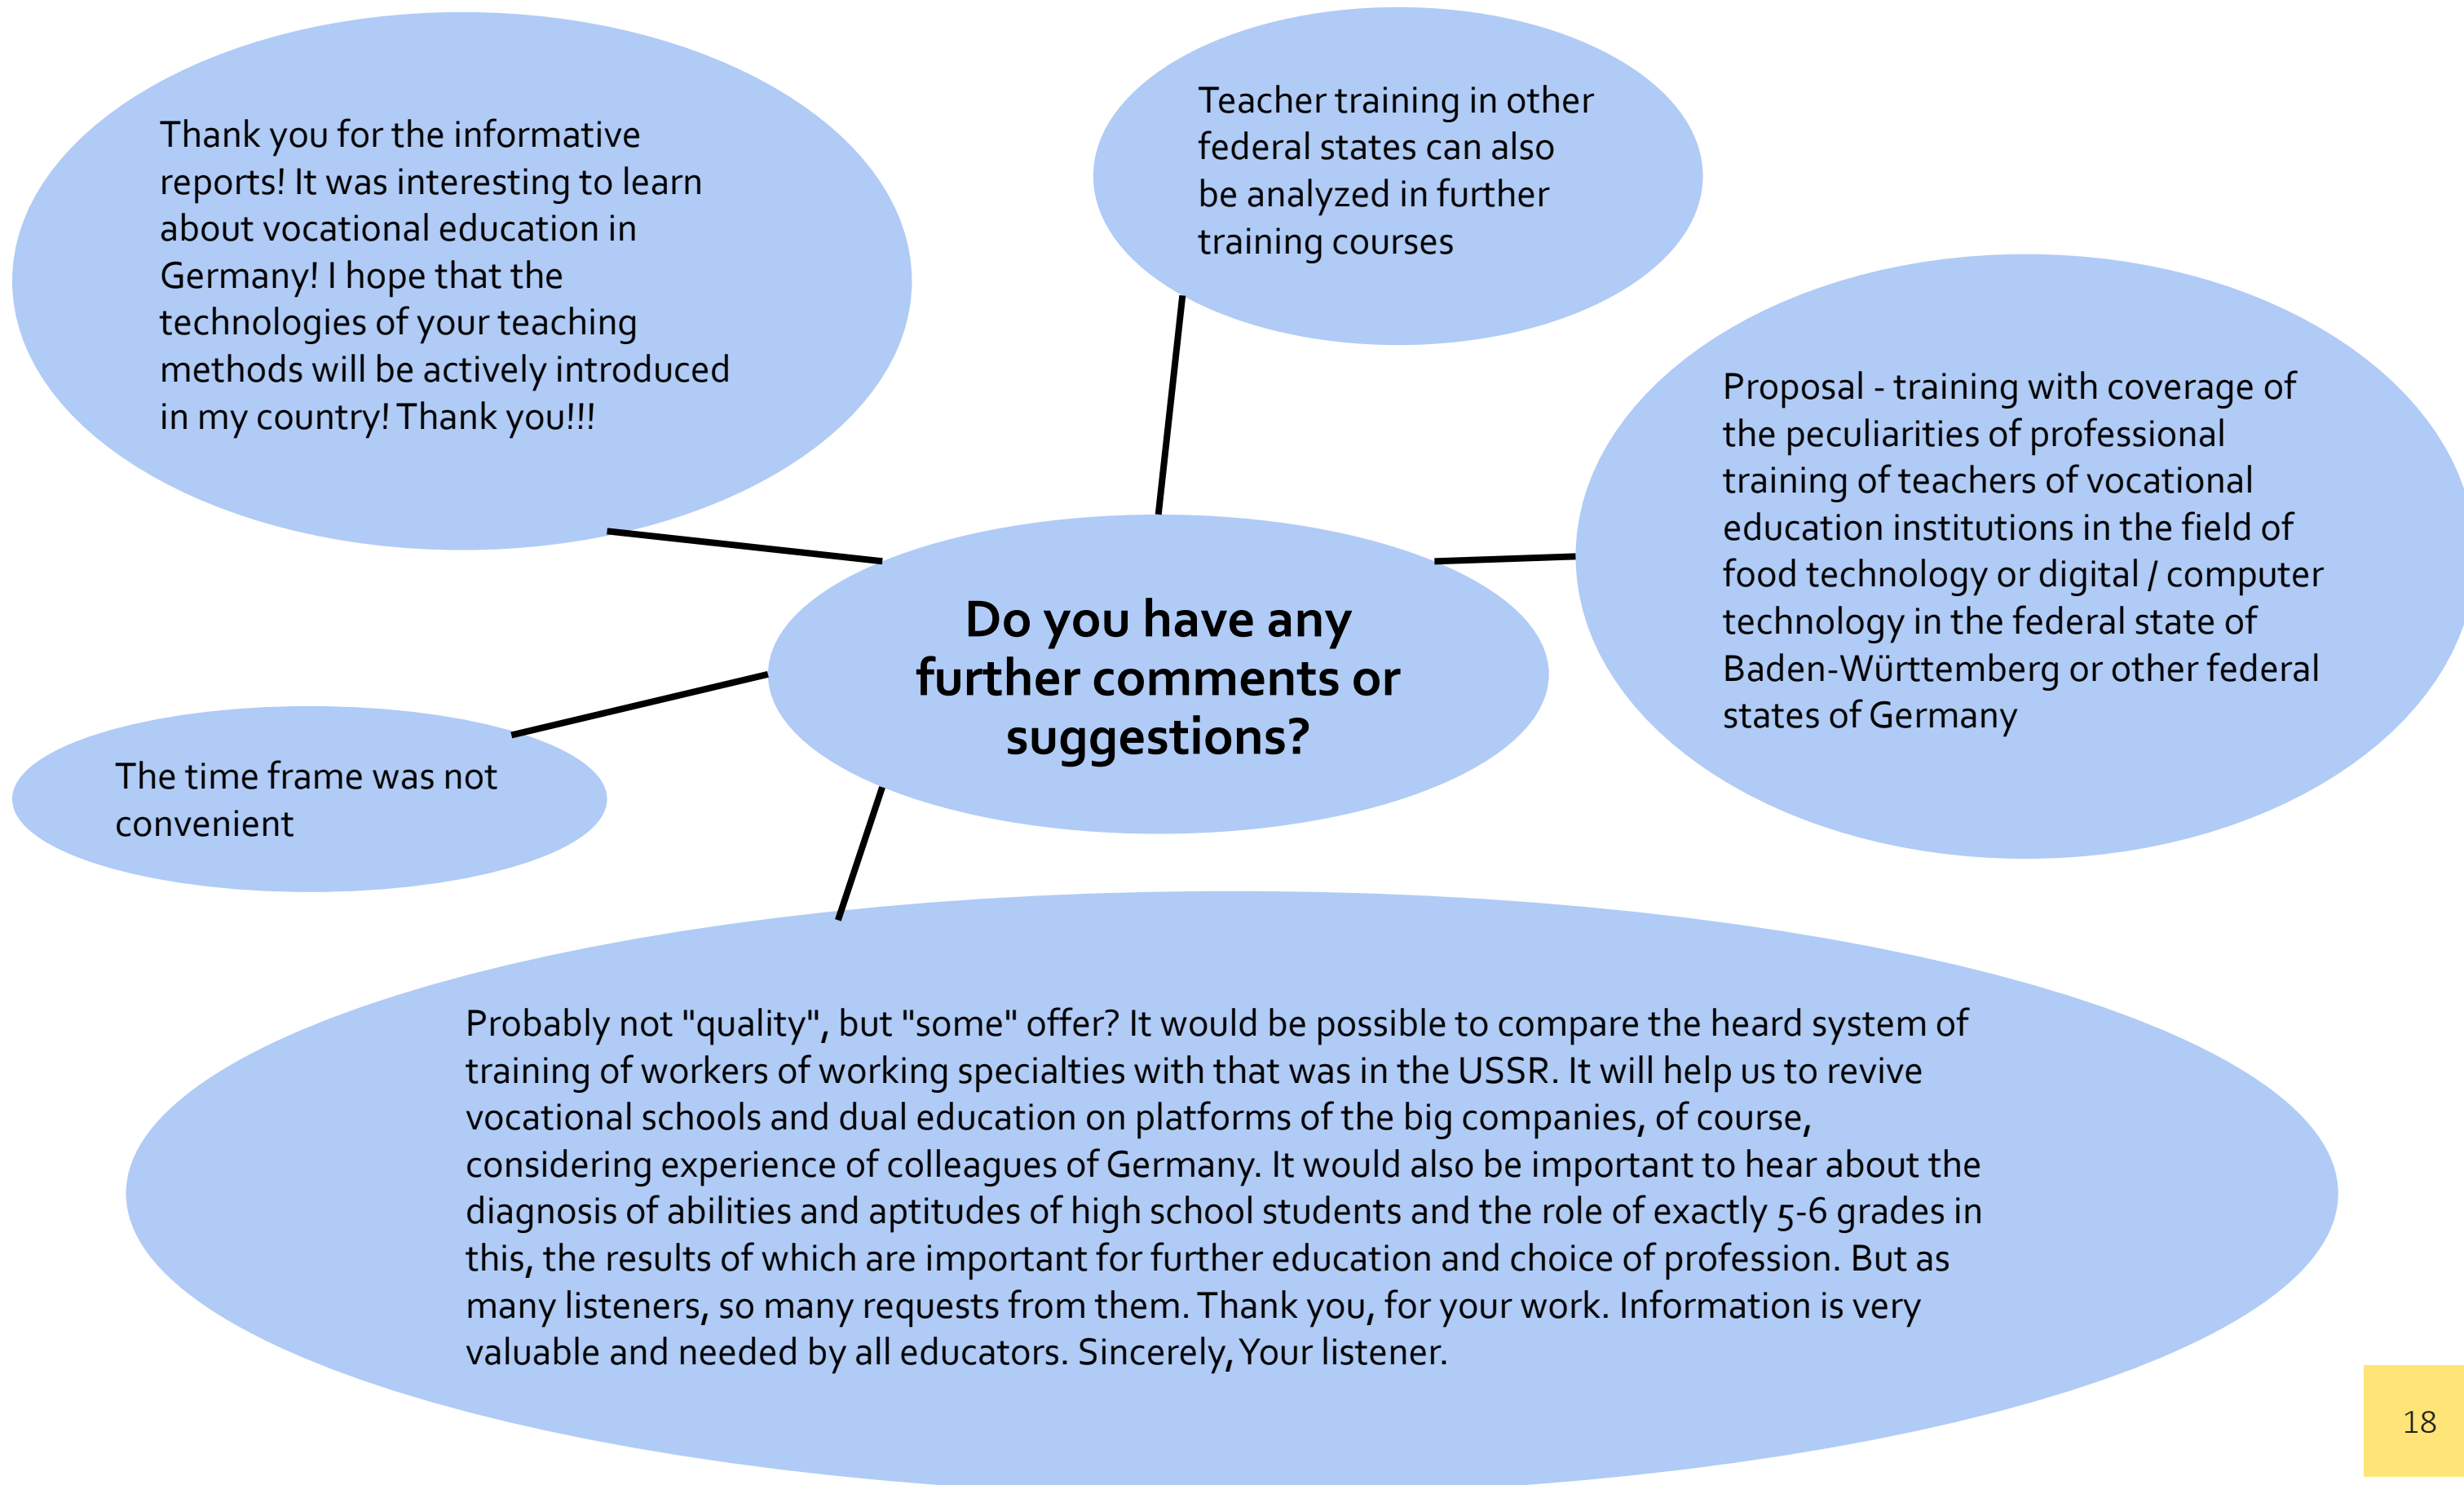 Thank you for the informative
reports! It was interesting to learn
about vocational education in
Germany! I hope that the
technologies of your teaching
methods will be actively introduced
in my country! Thank you!!!
Teacher training in other
federal states can also
be analyzed in further
training courses
Proposal - training with coverage of
the peculiarities of professional
training of teachers of vocational
education institutions in the field of
food technology or digital / computer
technology in the federal state of
Baden-Württemberg or other federal
states of Germany
Do you have any
further comments or
suggestions?
The time frame was not
convenient
Probably not "quality", but "some" offer? It would be possible to compare the heard system of
training of workers of working specialties with that was in the USSR. It will help us to revive
vocational schools and dual education on platforms of the big companies, of course,
considering experience of colleagues of Germany. It would also be important to hear about the
diagnosis of abilities and aptitudes of high school students and the role of exactly 5-6 grades in
this, the results of which are important for further education and choice of profession. But as
many listeners, so many requests from them. Thank you, for your work. Information is very
valuable and needed by all educators. Sincerely, Your listener.
18